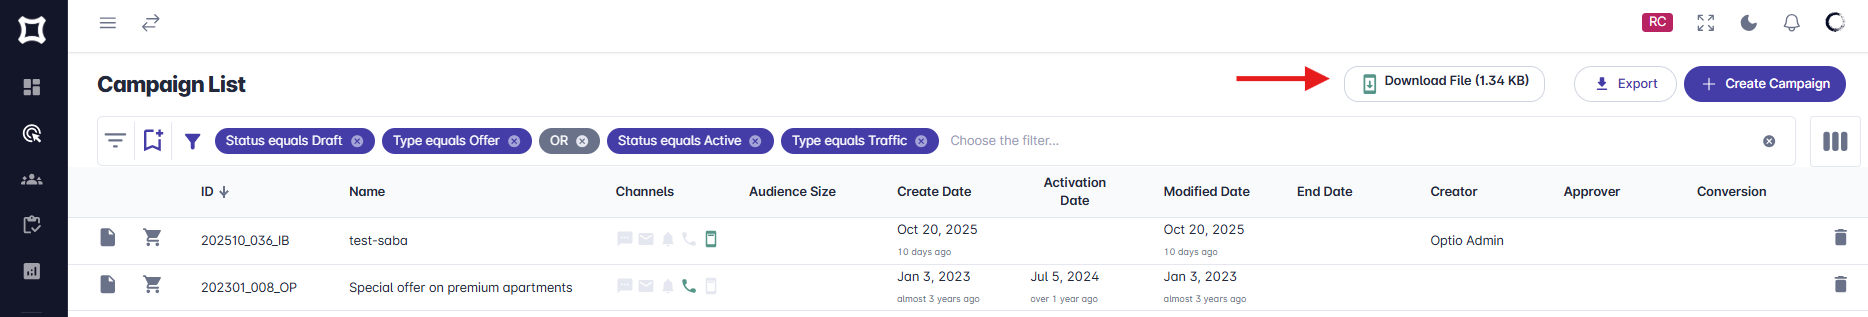 RC
Campaign List
Download File (1.34 KB)
Export
Create Campaign
Status equals Draft
Type equals Offer
OR
Status equals Active
Type equals Traffic
Choose the filter...
ID Name Channels Audience Size Create Date Activation Date Modified Date End Date Creator Approver Conversion
202510_036_IB test-saba Oct 20, 2025 Oct 20, 2025 Optio Admin
10 days ago 10 days ago
202301_008_OP Special offer on premium apartments Jan 3, 2023 Jul 5, 2024 Jan 3, 2023
almost 3 years ago over 1 year ago almost 3 years ago